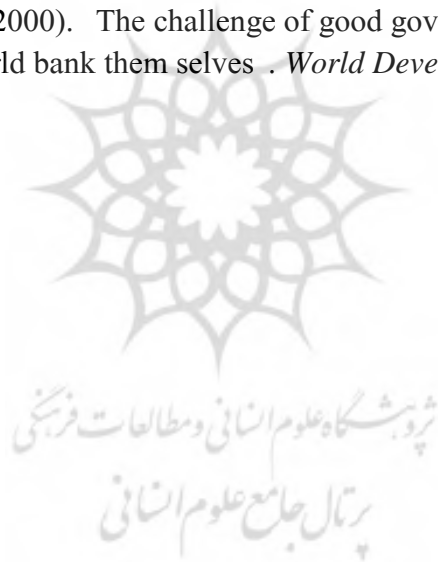 2000). The challenge of good gov
rld bank them selves . World Deve
پژوهشگاه علوم انسانی و مطالعات فرهنگی
پرتال جامع علوم انسانی